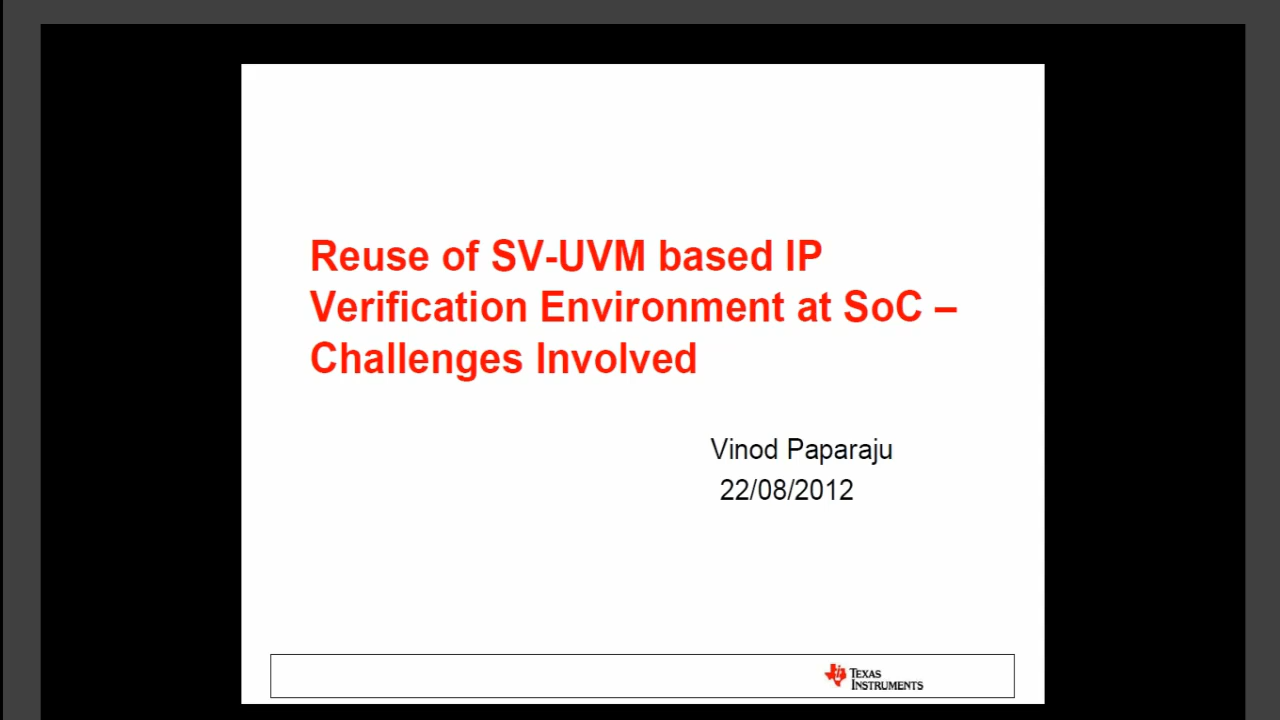 Reuse of SV-UVM based IP
Verification Environment at SoC –
Challenges Involved
Vinod Paparaju
22/08/2012
TEXAS
INSTRUMENTS